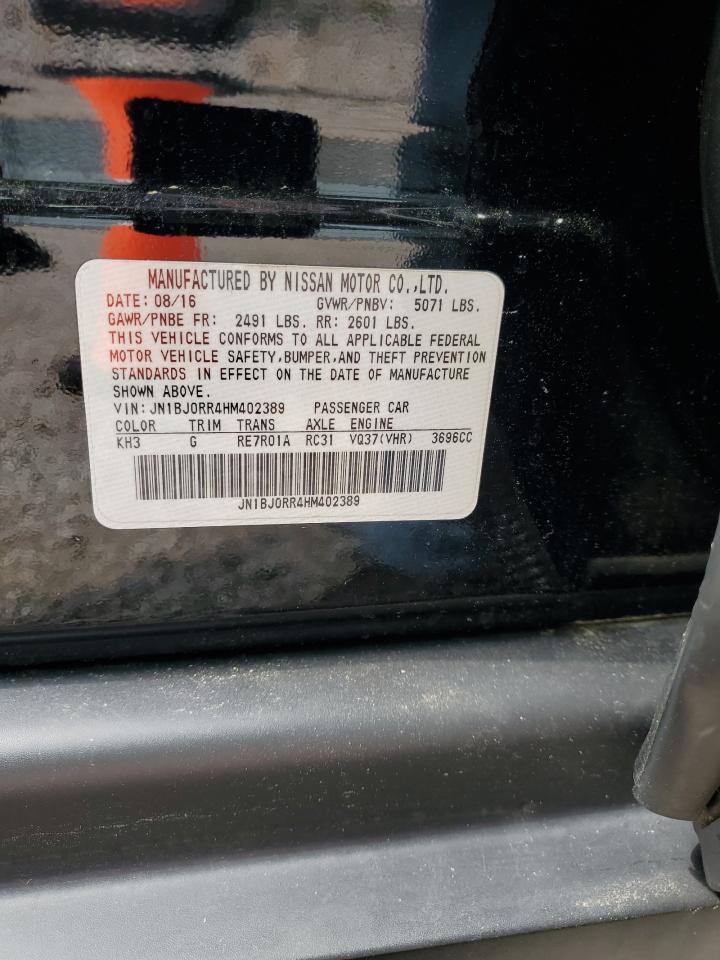 MANUFACTURED BY NISSAN MOTOR CO.,LTD.
DATE: 08/16 GVWR/PNBV: 5071 LBS.
GAWR/PNBE FR: 2491 LBS. RR: 2601 LBS.
THIS VEHICLE CONFORMS TO ALL APPLICABLE FEDERAL
MOTOR VEHICLE SAFETY,BUMPER,AND THEFT PREVENTION
STANDARDS IN EFFECT ON THE DATE OF MANUFACTURE
SHOWN ABOVE.
VIN: JN1BJ0RR4HM402389 PASSENGER CAR
COLOR TRIM TRANS AXLE ENGINE
KH3 G RE7R01A RC31 VQ37(VHR) 3696CC
JN1BJ0RR4HM402389